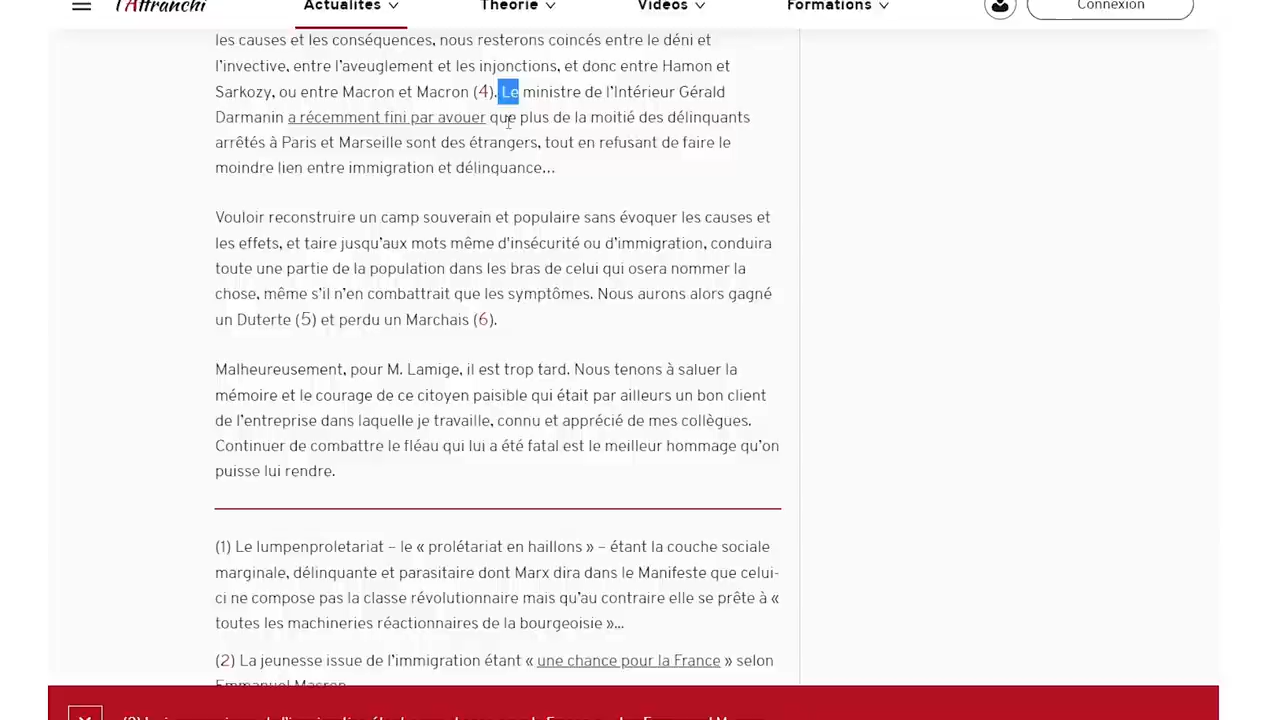 l'Affranchi
Actualités
Théorie
Vidéos
Formations
Connexion
les causes et les conséquences, nous resterons coincés entre le déni et
l'invective, entre l'aveuglement et les injonctions, et donc entre Hamon et
Sarkozy, ou entre Macron et Macron (4). Le ministre de l'Intérieur Gérald
Darmanin a récemment fini par avouer que plus de la moitié des délinquants
arrêtés à Paris et Marseille sont des étrangers, tout en refusant de faire le
moindre lien entre immigration et délinquance...
Vouloir reconstruire un camp souverain et populaire sans évoquer les causes et
les effets, et taire jusqu'aux mots même d'insécurité ou d'immigration, conduira
toute une partie de la population dans les bras de celui qui osera nommer la
chose, même s'il n'en combattrait que les symptômes. Nous aurons alors gagné
un Duterte (5) et perdu un Marchais (6).
Malheureusement, pour M. Lamige, il est trop tard. Nous tenons à saluer la
mémoire et le courage de ce citoyen paisible qui était par ailleurs un bon client
de l'entreprise dans laquelle je travaille, connu et apprécié de mes collègues.
Continuer de combattre le fléau qui lui a été fatal est le meilleur hommage qu'on
puisse lui rendre.
(1) Le lumpenproletariat – le « prolétariat en haillons » – étant la couche sociale
marginale, délinquante et parasitaire dont Marx dira dans le Manifeste que celui-
ci ne compose pas la classe révolutionnaire mais qu'au contraire elle se prête à «
toutes les machineries réactionnaires de la bourgeoisie »...
(2) La jeunesse issue de l'immigration étant « une chance pour la France » selon
Emmanuel Macron